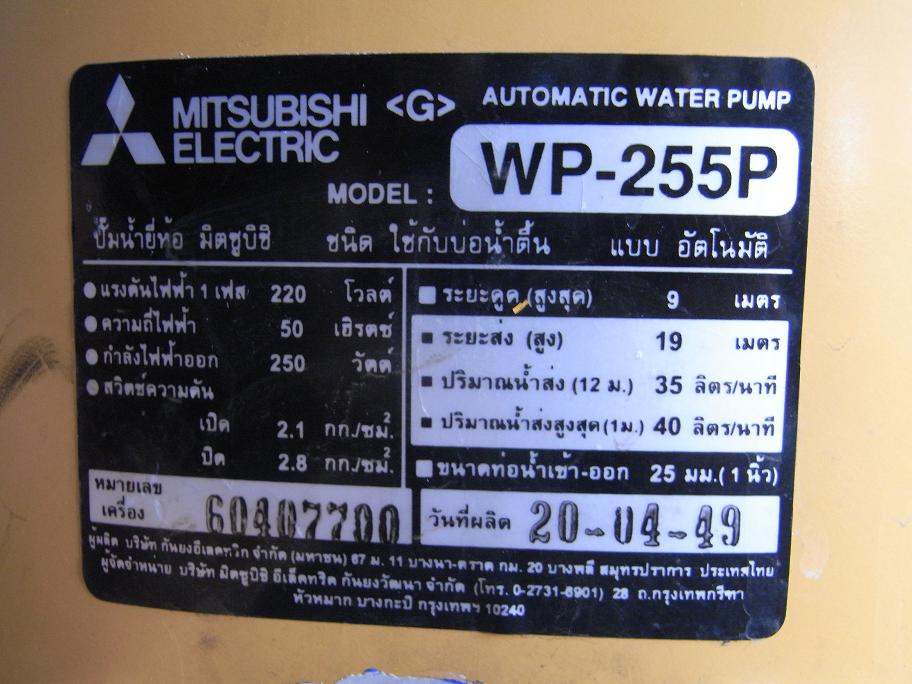 MITSUBISHI ELECTRIC <G> AUTOMATIC WATER PUMP
MODEL : WP-255P
ปั๊มน้ำยี่ห้อ มิตซูบิชิ ชนิด ใช้กับบ่อน้ำตื้น แบบ อัตโนมัติ
แรงดันไฟฟ้า 1 เฟส 220 โวลต์
ความถี่ไฟฟ้า 50 เฮิรตซ์
กำลังไฟฟ้าออก 250 วัตต์
สวิตช์ความดัน
เปิด 2.1 กก./ซม.²
ปิด 2.8 กก./ซม.²
ระยะดูด (สูงสุด) 9 เมตร
ระยะส่ง (สูง) 19 เมตร
ปริมาณน้ำส่ง (12 ม.) 35 ลิตร/นาที
ปริมาณน้ำส่งสูงสุด (1ม.) 40 ลิตร/นาที
ขนาดท่อน้ำเข้า-ออก 25 มม. (1 นิ้ว)
หมายเลขเครื่อง 60407700
วันที่ผลิต 20-04-49
ผู้ผลิต บริษัท กันยงอีเลคทริก จำกัด (มหาชน) 67 ม. 11 บางนา-ตราด กม. 20 บางพลี สมุทรปราการ ประเทศไทย
ผู้จัดจำหน่าย บริษัท มิตซูบิชิ อีเล็คทริค กันยงวัฒนา จำกัด (โทร. 0-2731-6901) 28 ถ.กรุงเทพกรีฑา
หัวหมาก บางกะปิ กรุงเทพฯ 10240